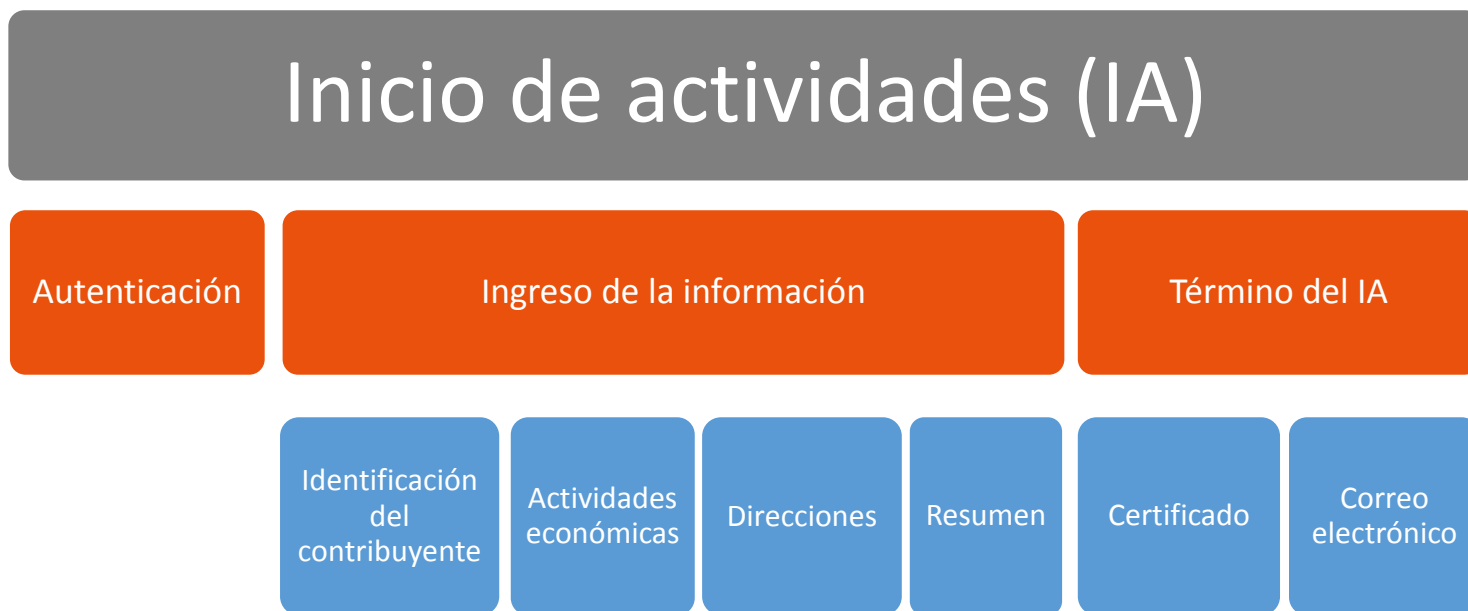 Inicio de actividades (IA)
Autenticación
Ingreso de la información
Término del IA
Identificación
del
contribuyente
Actividades
económicas
Direcciones
Resumen
Certificado
Correo
electrónico